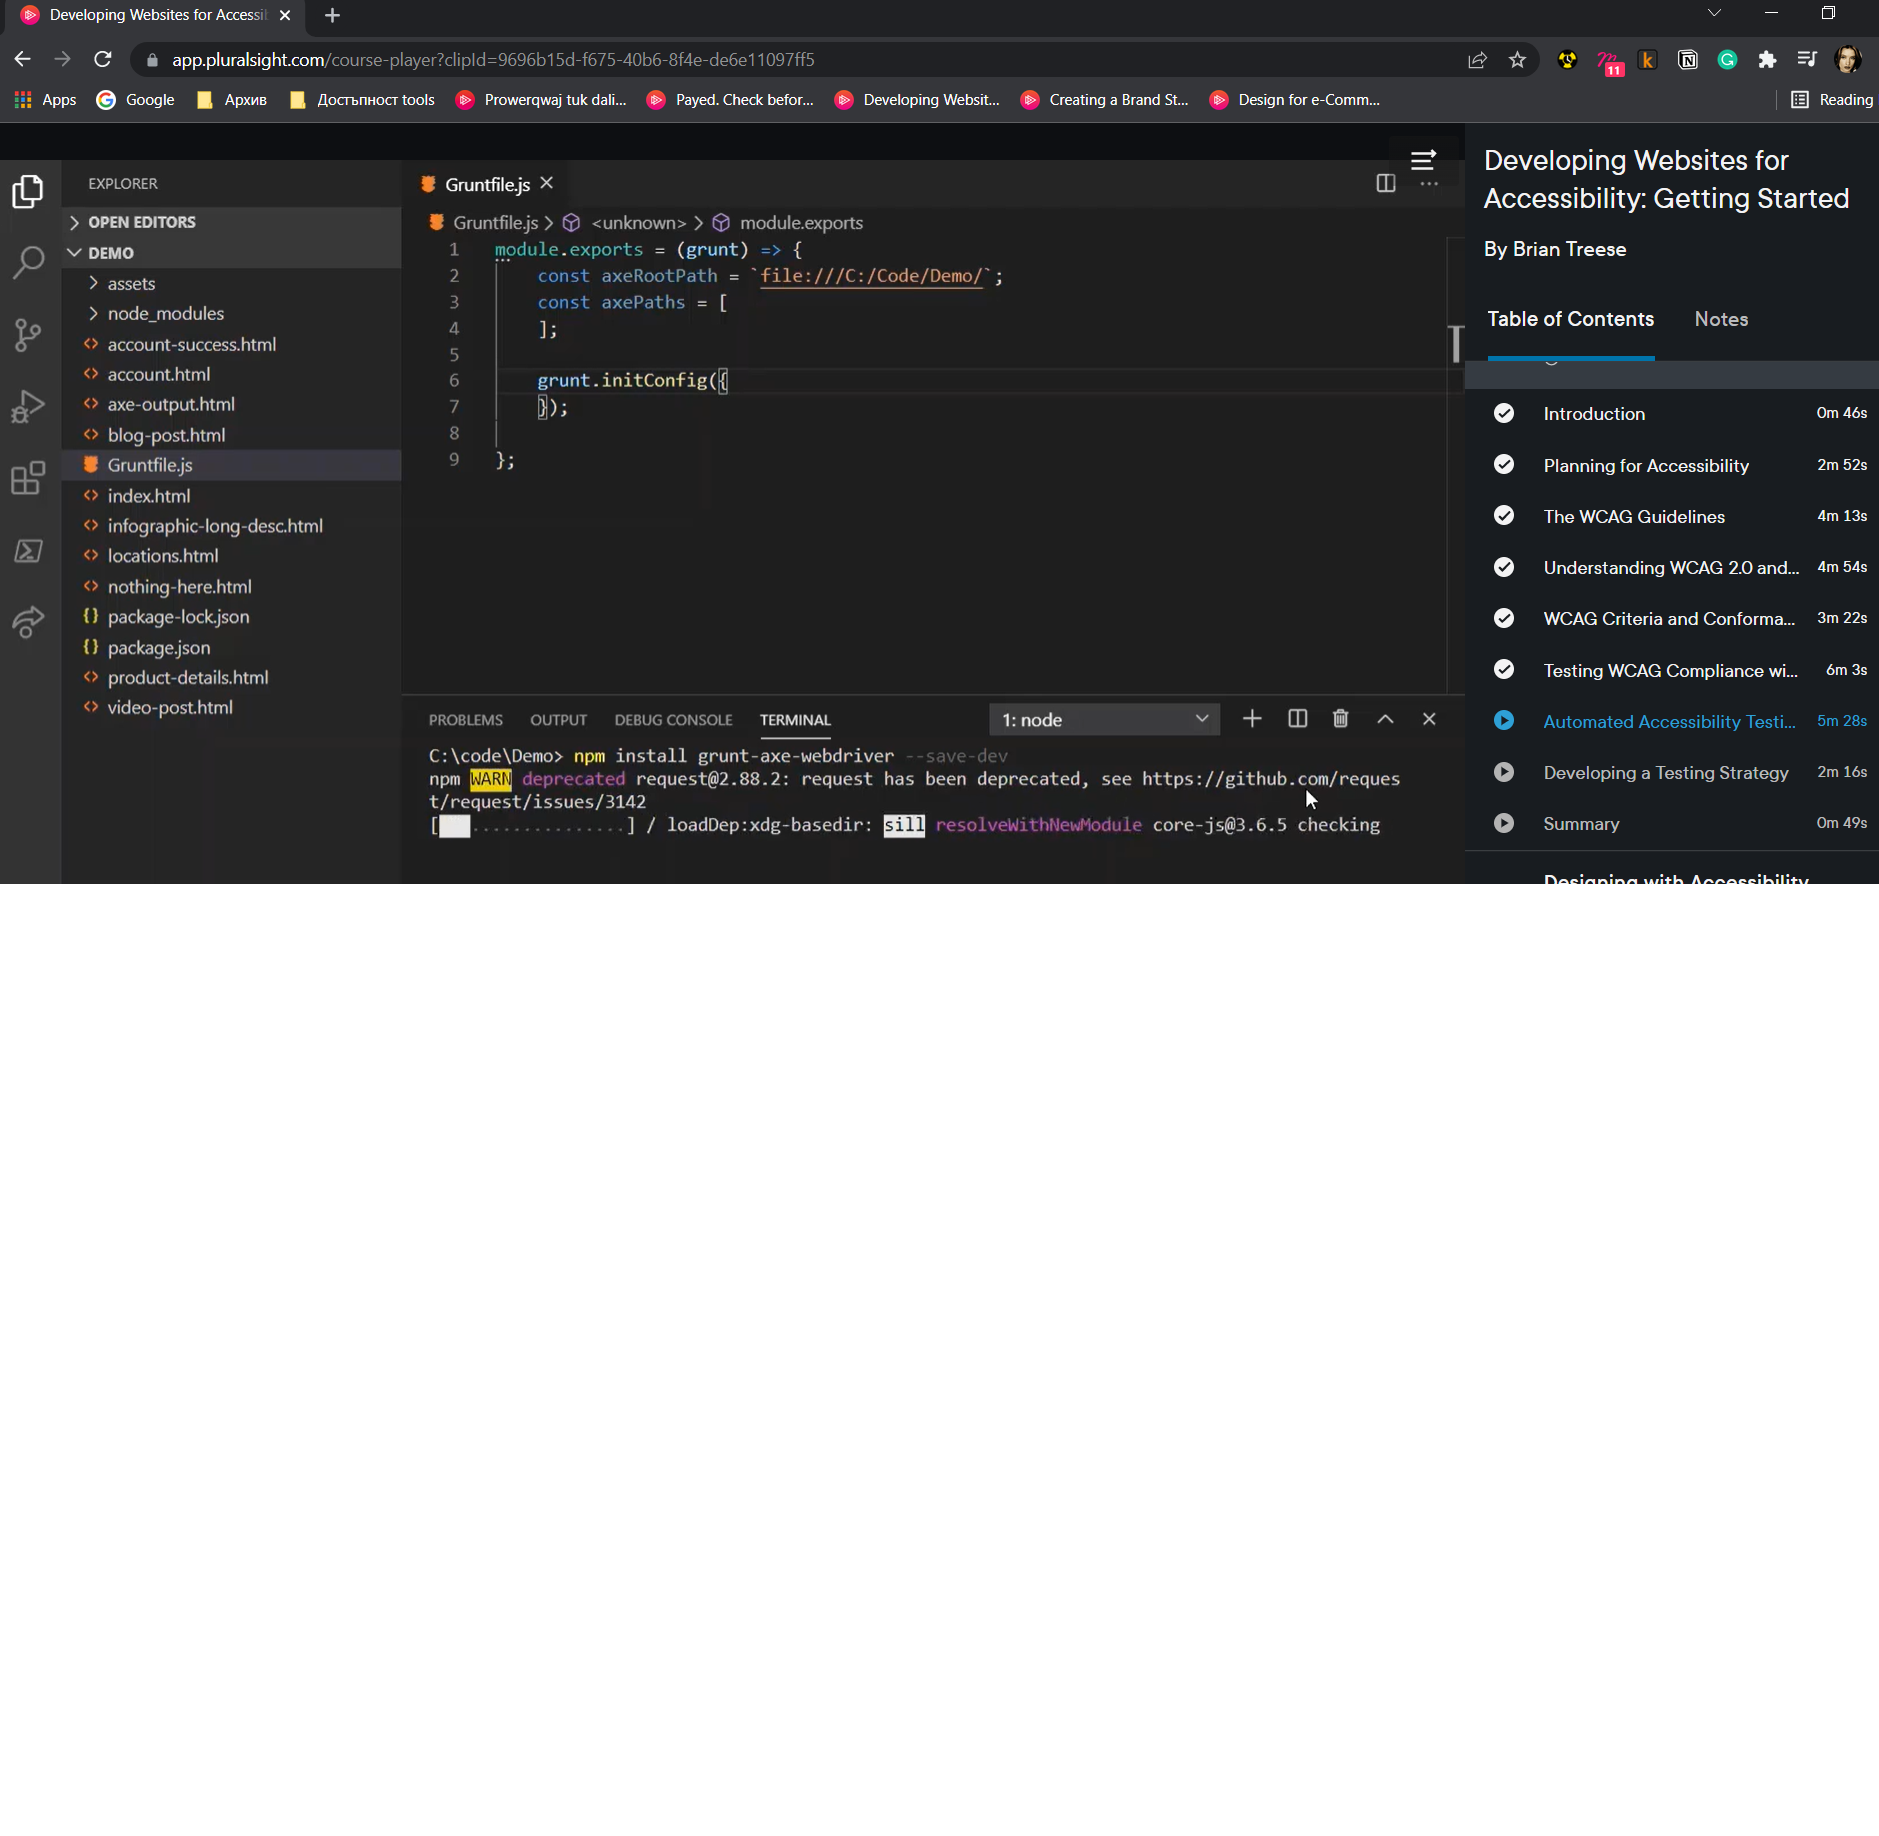 Developing Websites for Accessib
app.pluralsight.com/course-player?clipId=9696b15d-f675-40b6-8f4e-de6e11097ff5
11
Apps
Google
Архив
Достъпност tools
Prowerqwaj tuk dali...
Payed. Check befor...
Developing Websit...
Creating a Brand St...
Design for e-Comm...
Reading
EXPLORER
OPEN EDITORS
DEMO
assets
node_modules
account-success.html
account.html
axe-output.html
blog-post.html
Gruntfile.js
index.html
infographic-long-desc.html
locations.html
nothing-here.html
package-lock.json
package.json
product-details.html
video-post.html
Gruntfile.js
Gruntfile.js > <unknown> > module.exports
1 module.exports = (grunt) => {
2 const axeRootPath = `file:///C:/Code/Demo/`;
3 const axePaths = [
4 ];
5
6 grunt.initConfig({
7 });
8
9 };
PROBLEMS OUTPUT DEBUG CONSOLE TERMINAL
1: node
C:\code\Demo> npm install grunt-axe-webdriver --save-dev
npm WARN deprecated request@2.88.2: request has been deprecated, see https://github.com/reques
t/request/issues/3142
[ ...............] / loadDep:xdg-basedir: sill resolveWithNewModule core-js@3.6.5 checking
Developing Websites for
Accessibility: Getting Started
By Brian Treese
Table of Contents Notes
Introduction 0m 46s
Planning for Accessibility 2m 52s
The WCAG Guidelines 4m 13s
Understanding WCAG 2.0 and... 4m 54s
WCAG Criteria and Conforma... 3m 22s
Testing WCAG Compliance wi... 6m 3s
Automated Accessibility Testi... 5m 28s
Developing a Testing Strategy 2m 16s
Summary 0m 49s
Designing with Accessibility